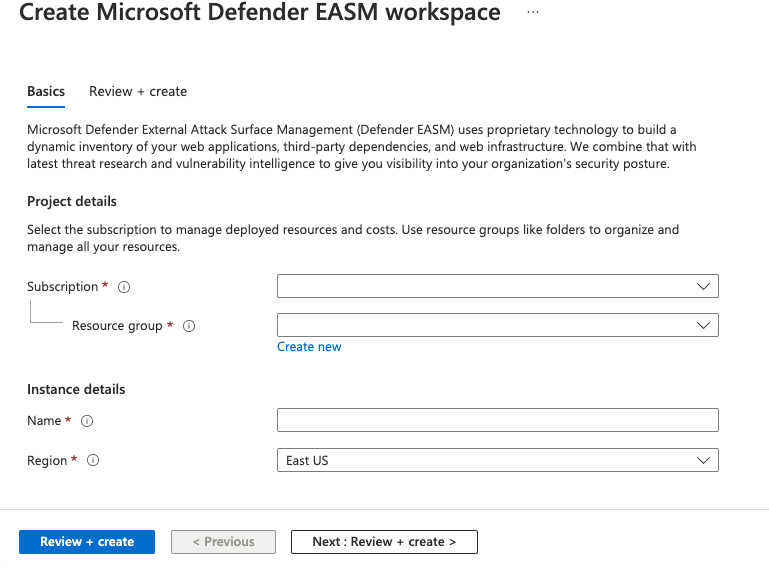 Create Microsoft Defender EASM workspace ...
Basics Review + create
Microsoft Defender External Attack Surface Management (Defender EASM) uses proprietary technology to build a
dynamic inventory of your web applications, third-party dependencies, and web infrastructure. We combine that with
latest threat research and vulnerability intelligence to give you visibility into your organization's security posture.
Project details
Select the subscription to manage deployed resources and costs. Use resource groups like folders to organize and
manage all your resources.
Subscription *
Resource group *
Create new
Instance details
Name *
Region * East US
Review + create < Previous Next : Review + create >